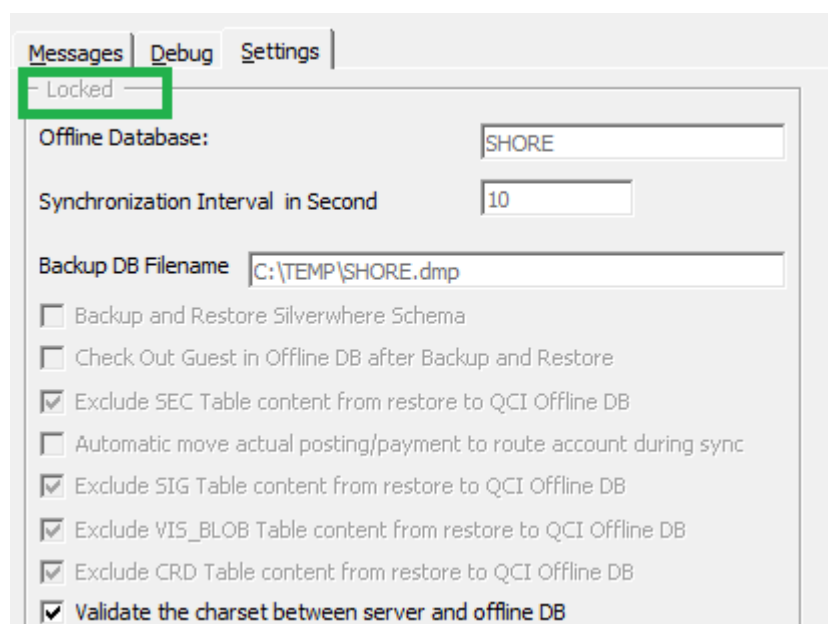 Messages Debug Settings
Locked
Offline Database: SHORE
Synchronization Interval in Second 10
Backup DB Filename C:\TEMP\SHORE.dmp
Backup and Restore Silverwhere Schema
Check Out Guest in Offline DB after Backup and Restore
Exclude SEC Table content from restore to QCI Offline DB
Automatic move actual posting/payment to route account during sync
Exclude SIG Table content from restore to QCI Offline DB
Exclude VIS_BLOB Table content from restore to QCI Offline DB
Exclude CRD Table content from restore to QCI Offline DB
Validate the charset between server and offline DB